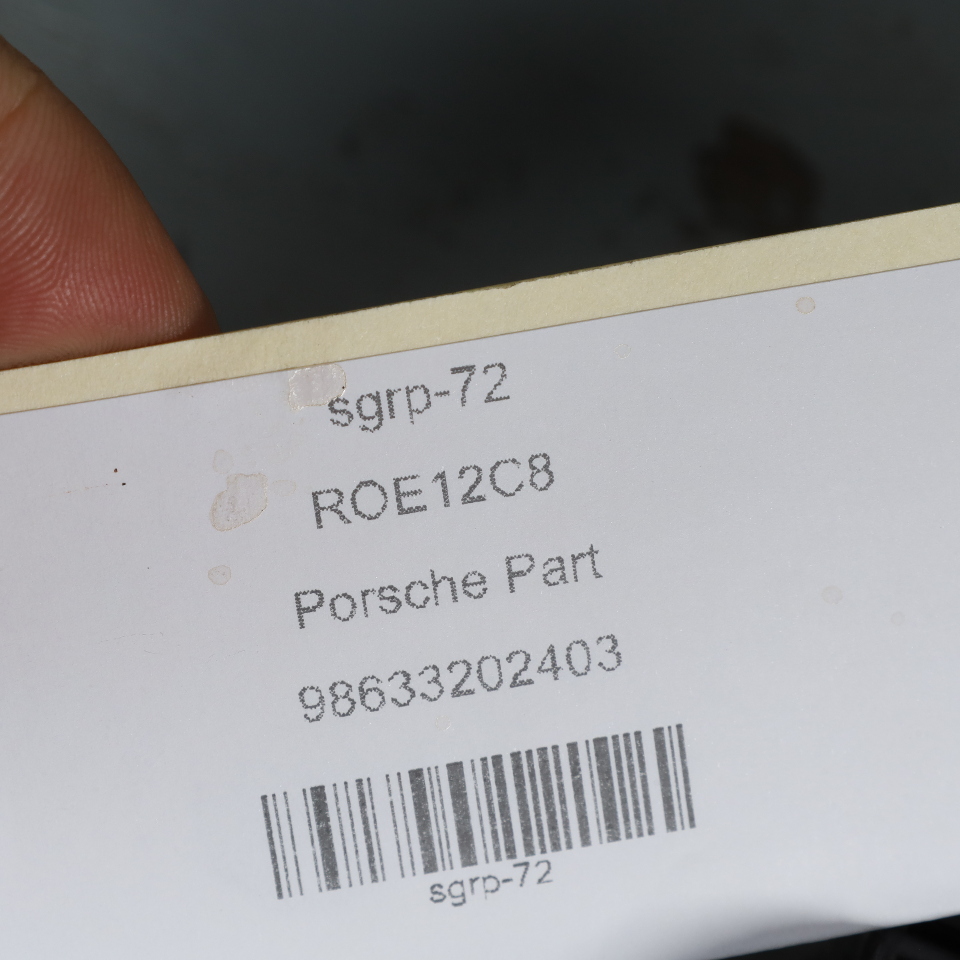 sgrp-72
ROE12C8
Porsche Part
98633202403
sgrp-72